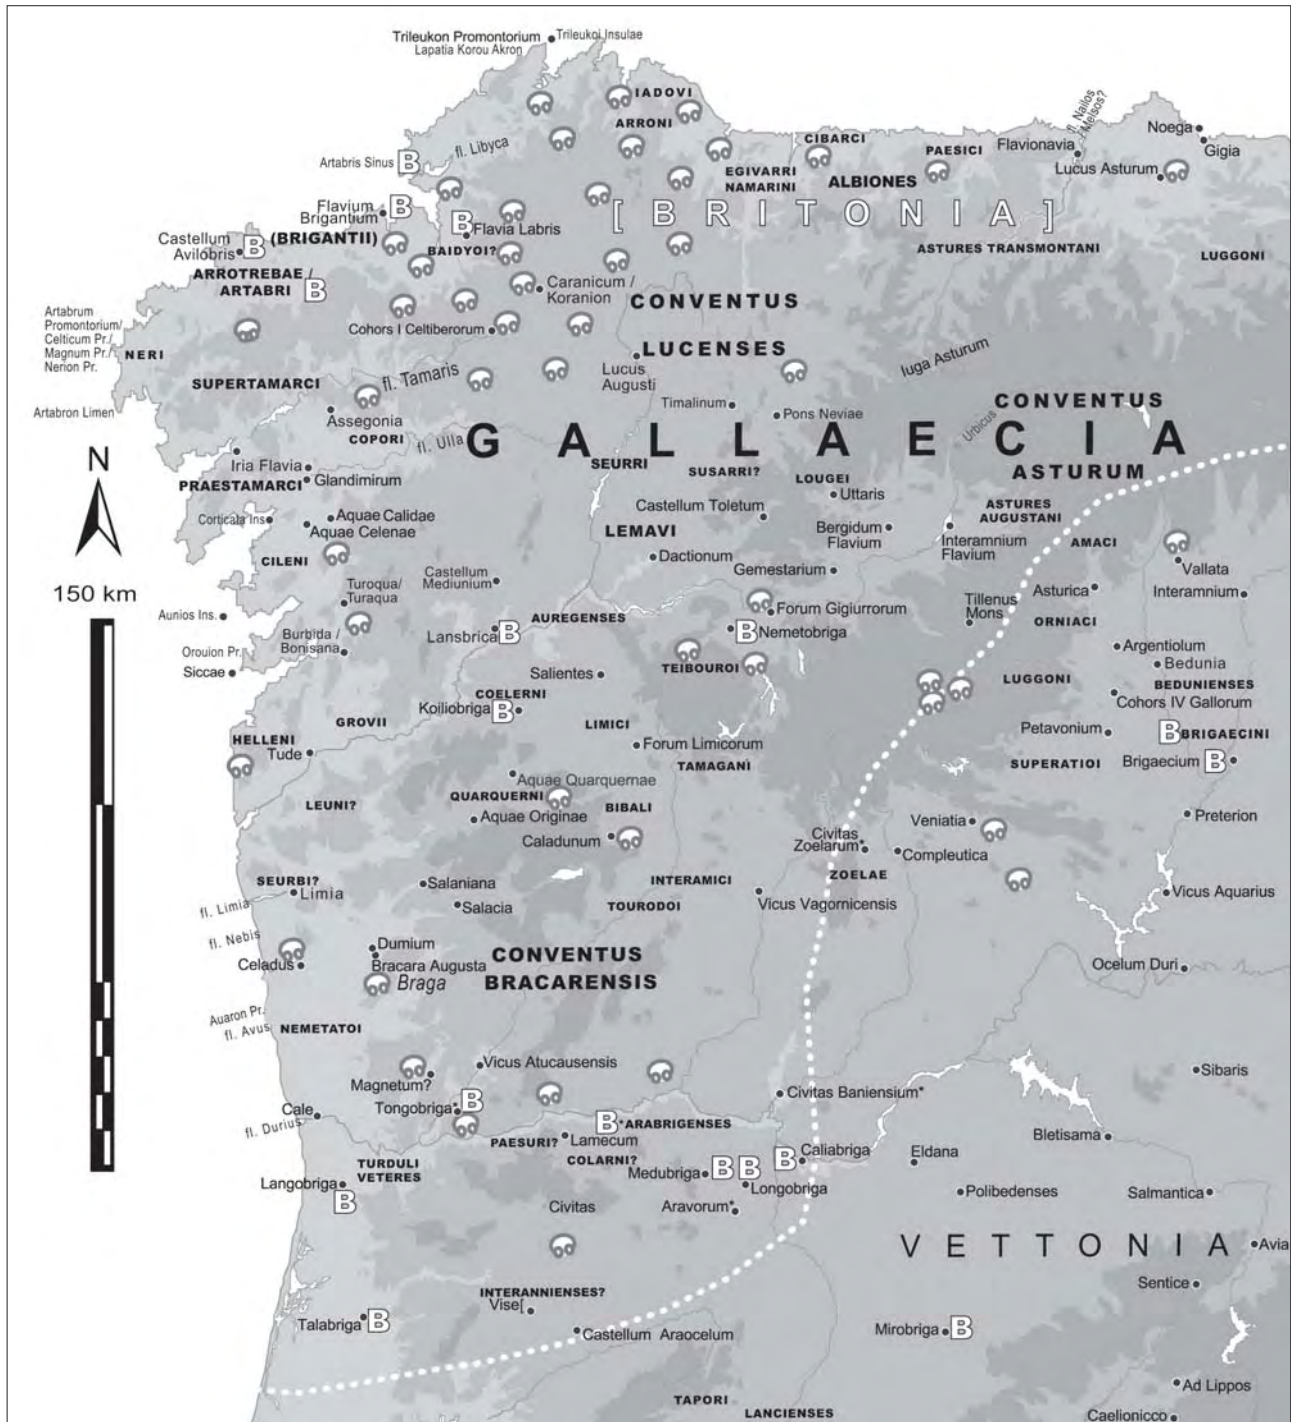 Trileukon Promontorium
Trileukoi Insulae
Lapatia Korou Akron
IADOVI
ARRONI
fl. Nailos
/ Melsos?
Noega
Gigia
CIBARCI
PAESICI
Flavionavia
Lucus Asturum
fl. Libyca
Artabris Sinus
B
EGIVARRI
NAMARINI
ALBIONES
Flavium
Brigantium
B
B
Flavia Labris
[ B R I T O N I A ]
Castellum
Avilobris
B
(BRIGANTII)
BAIDYOI?
ASTURES TRANSMONTANI
LUGGONI
ARROTREBAE /
ARTABRI
B
Caranicum /
Koranion
CONVENTUS
LUCENSES
Artabrum
Promontorium/
Celticum Pr./
Magnum Pr./
Nerion Pr.
NERI
Cohors I Celtiberorum
Lucus
Augusti
Iuga Asturum
SUPERTAMARCI
fl. Tamaris
Artabron Limen
Assegonia
Timalinum
Pons Neviae
CONVENTUS
ASTURUM
Urbicus
COPORI
fl. Ulla
G A L L A E C I A
N
Iria Flavia
Glandimirum
PRAESTAMARCI
SEURRI
SUSARRI?
LOUGEI
Uttaris
ASTURES
AUGUSTANI
Corticata Ins
Aquae Calidae
Aquae Celenae
Castellum Toletum
LEMAVI
Bergidum
Flavium
Interamnium
Flavium
AMACI
CILENI
Dactionum
Gemestarium
Vallata
150 km
Castellum
Mediunium
Turoqua/
Turaqua
Asturica
Interamnium
Aunios Ins.
AUREGENSES
Forum Gigiurrorum
Tillenus
Mons
ORNIACI
Burbida /
Bonisana
Lansbrica
B
B
Nemetobriga
Orouion Pr.
Siccae
TEIBOUROI
Argentiolum
Bedunia
Salientes
LUGGONI
BEDUNIENSES
COELERNI
Koiliobriga
B
Cohors IV Gallorum
GROVII
LIMICI
Petavonium
B
BRIGAECINI
HELLENI
Tude
Forum Limicorum
TAMAGANI
SUPERATIOI
Brigaecium
B
Aquae Quarquernae
QUARQUERNI
LEUNI?
BIBALI
Aquae Originae
Caladunum
Veniatia
Preterion
Civitas
Zoelarum*
Compleutica
ZOELAE
SEURBI?
Limia
Salaniana
INTERAMICI
Vicus Vagornicensis
Vicus Aquarius
fl. Limia
Salacia
TOURODOI
fl. Nebis
Dumium
Bracara Augusta
Celadus
Braga
CONVENTUS
BRACARENSIS
Ocelum Duri
Auaron Pr.
fl. Avus
NEMETATOI
Vicus Atucausensis
Magnetum?
Sibaris
Tongobriga*
B
Civitas Baniensium*
Cale
fl. Durius
B
*ARABRIGENSES
PAESURI?
Lamecum
Bletisama
COLARNI?
TURDULI
VETERES
Medubriga
B
B
B
Caliabriga
Eldana
Langobriga
B
Longobriga
Polibedenses
Salmantica
Civitas
Aravorum*
V E T T O N I A
Avia
INTERANNIENSES?
Vise[
Sentice
Talabriga
B
Castellum Araocelum
Mirobriga
B
TAPORI
Ad Lippos
LANCIENSES
Caelionicco